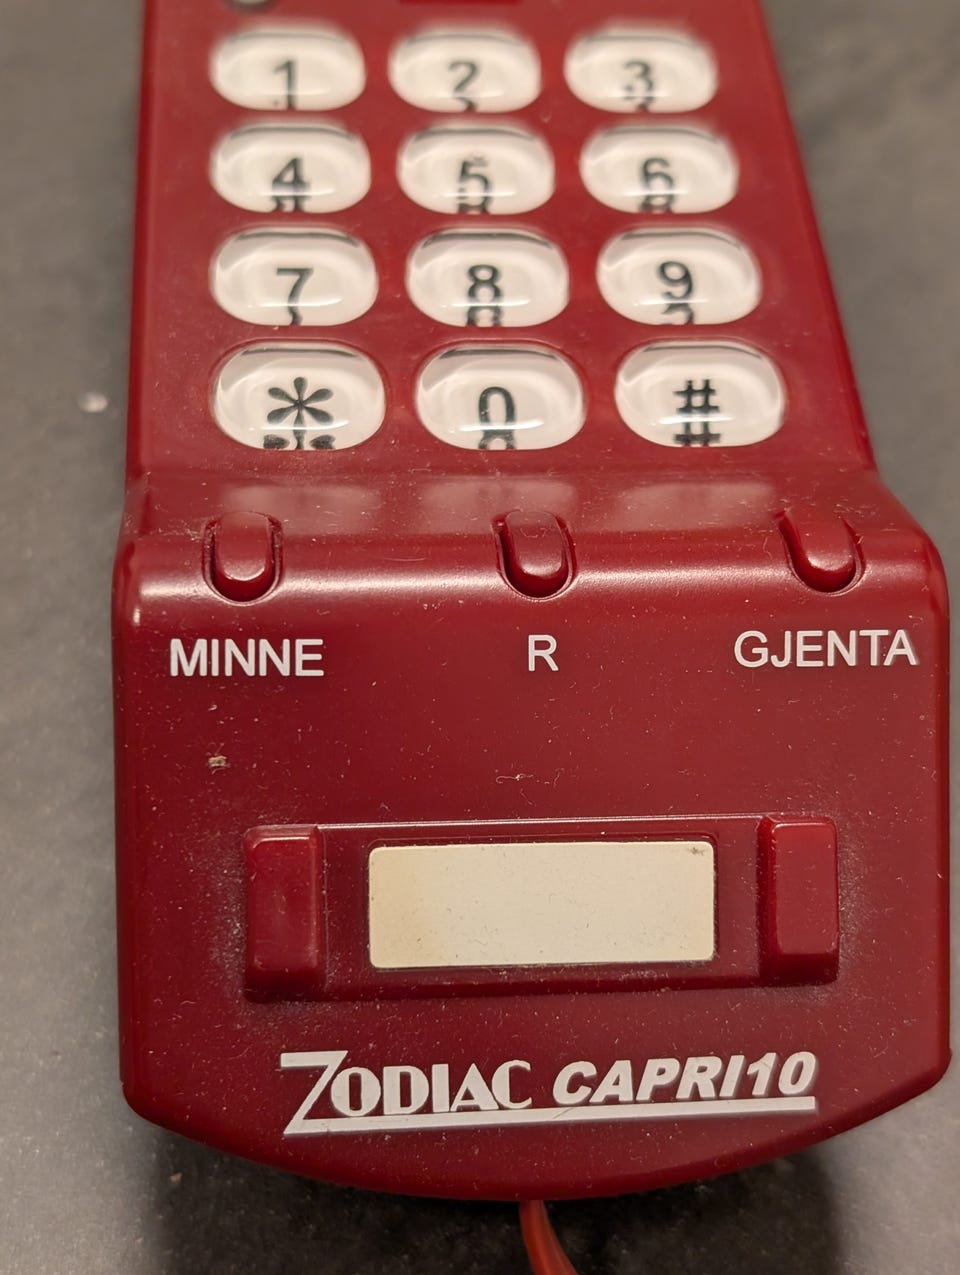 1 2 3
4 5 6
7 8 9
* 0 #
MINNE R GJENTA
ZODIAC CAPRI10